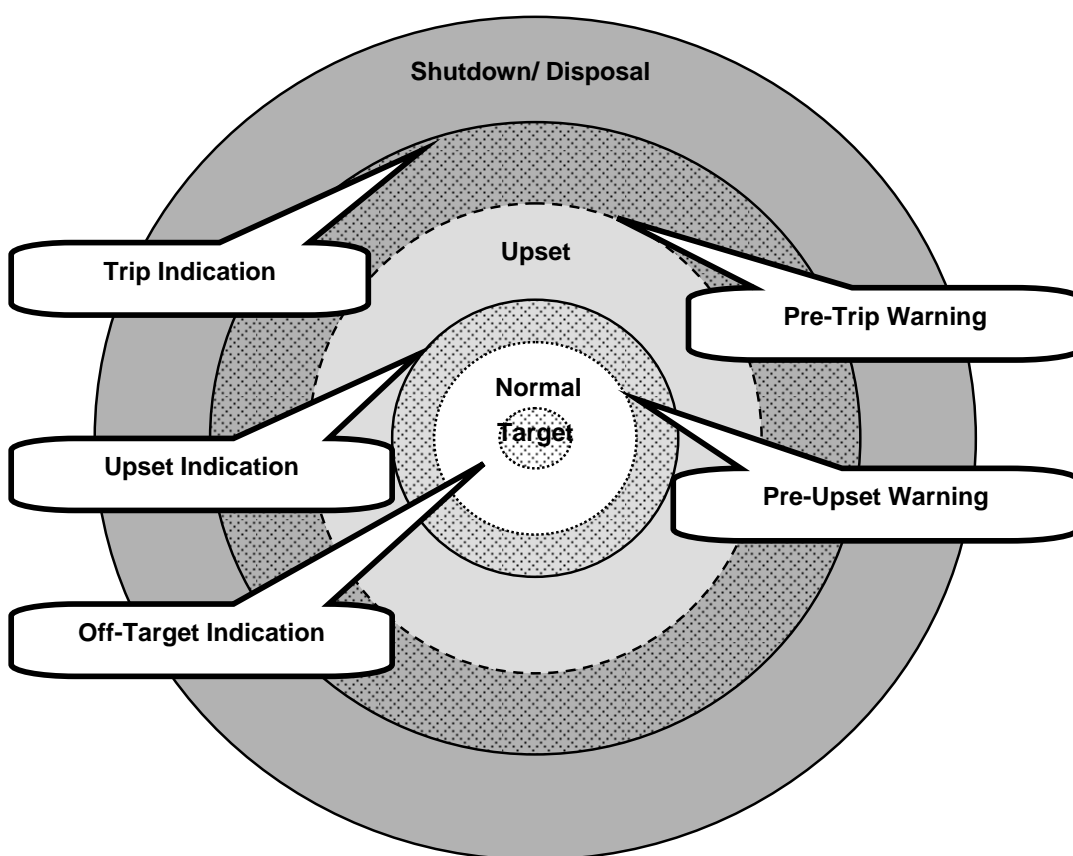 Shutdown/ Disposal
Trip Indication
Upset
Pre-Trip Warning
Normal
Target
Upset Indication
Pre-Upset Warning
Off-Target Indication